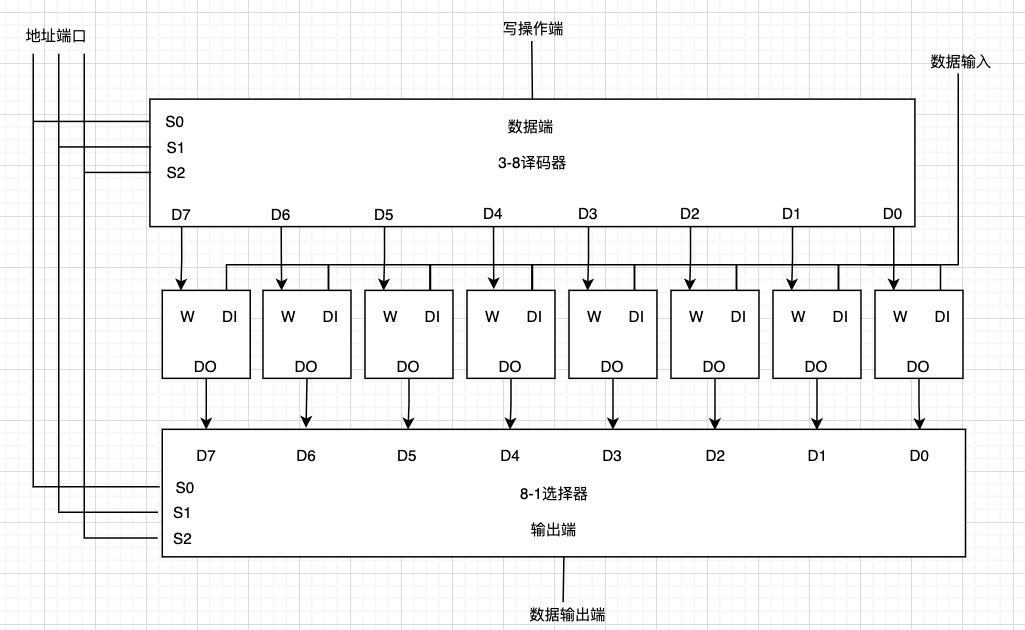 地址端口
写操作端
数据输入
S0
数据端
S1
3-8译码器
S2
D7 D6 D5 D4 D3 D2 D1 D0
W DI W DI W DI W DI W DI W DI W DI W DI
DO DO DO DO DO DO DO DO
D7 D6 D5 D4 D3 D2 D1 D0
S0
8-1选择器
S1
输出端
S2
数据输出端